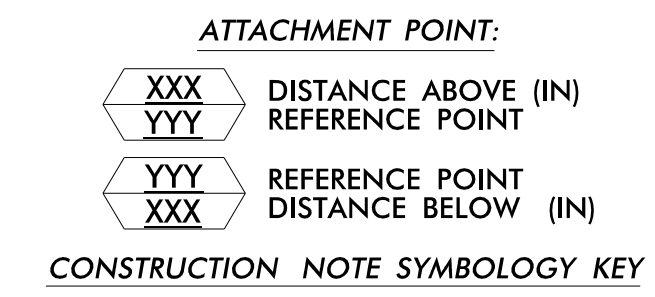 ATTACHMENT POINT:
XXX DISTANCE ABOVE (IN)
YYY REFERENCE POINT
YYY REFERENCE POINT
XXX DISTANCE BELOW (IN)
CONSTRUCTION NOTE SYMBOLOGY KEY